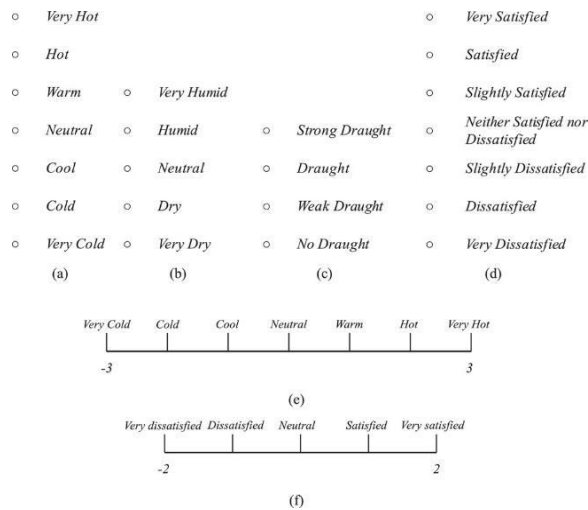 Very Hot Very Satisfied
Hot Satisfied
Warm Very Humid Slightly Satisfied
Neutral Humid Strong Draught Neither Satisfied nor
Dissatisfied
Cool Neutral Draught Slightly Dissatisfied
Cold Dry Weak Draught Dissatisfied
Very Cold Very Dry No Draught Very Dissatisfied
(a) (b) (c) (d)
Very Cold Cold Cool Neutral Warm Hot Very Hot
-3 3
(e)
Very dissatisfied Dissatisfied Neutral Satisfied Very satisfied
-2 2
(f)